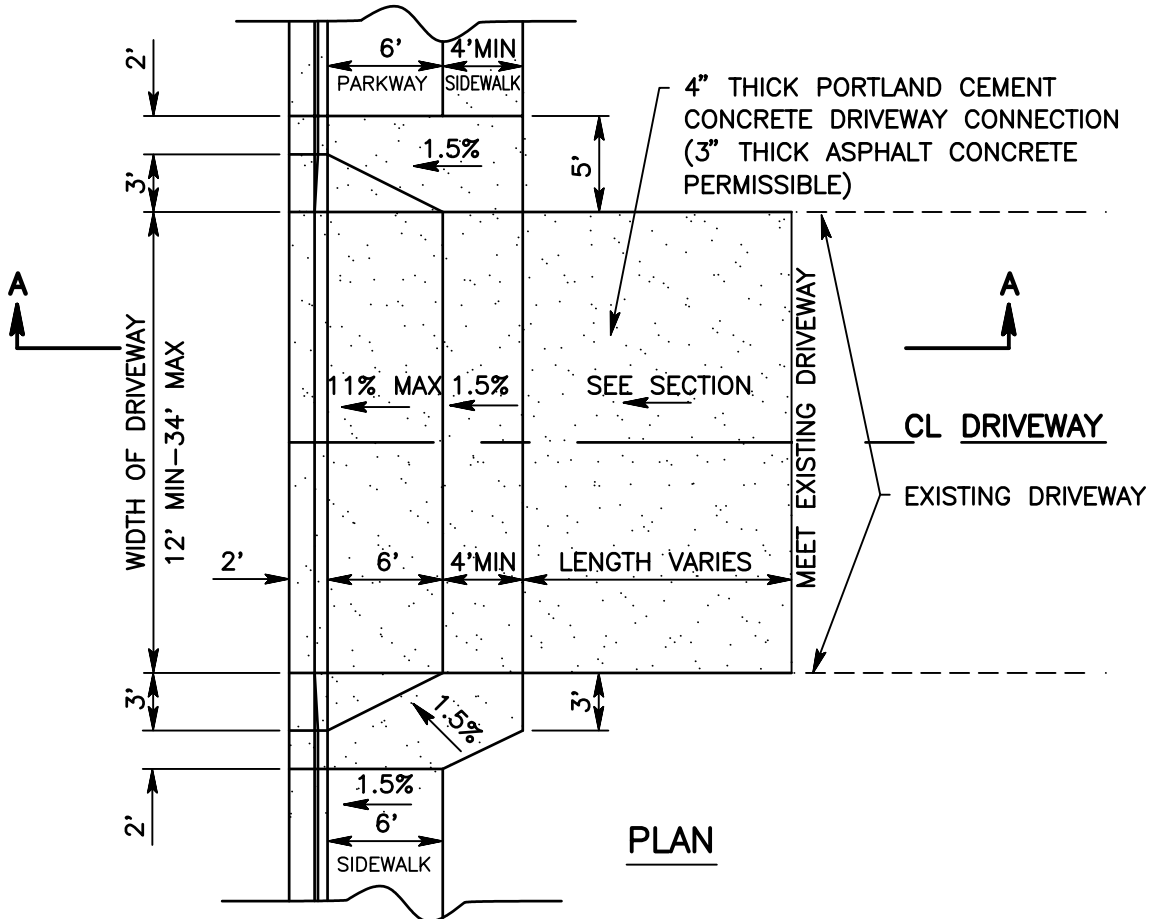 6' 4'MIN
PARKWAY SIDEWALK
2'
4" THICK PORTLAND CEMENT
CONCRETE DRIVEWAY CONNECTION
(3" THICK ASPHALT CONCRETE
PERMISSIBLE)
1.5%
5'
3'
A
A
WIDTH OF DRIVEWAY
12' MIN-34' MAX
11% MAX
1.5%
SEE SECTION
MEET EXISTING DRIVEWAY
CL DRIVEWAY
EXISTING DRIVEWAY
2'
6'
4'MIN
LENGTH VARIES
3'
1.5%
3'
2'
1.5%
6'
SIDEWALK
PLAN